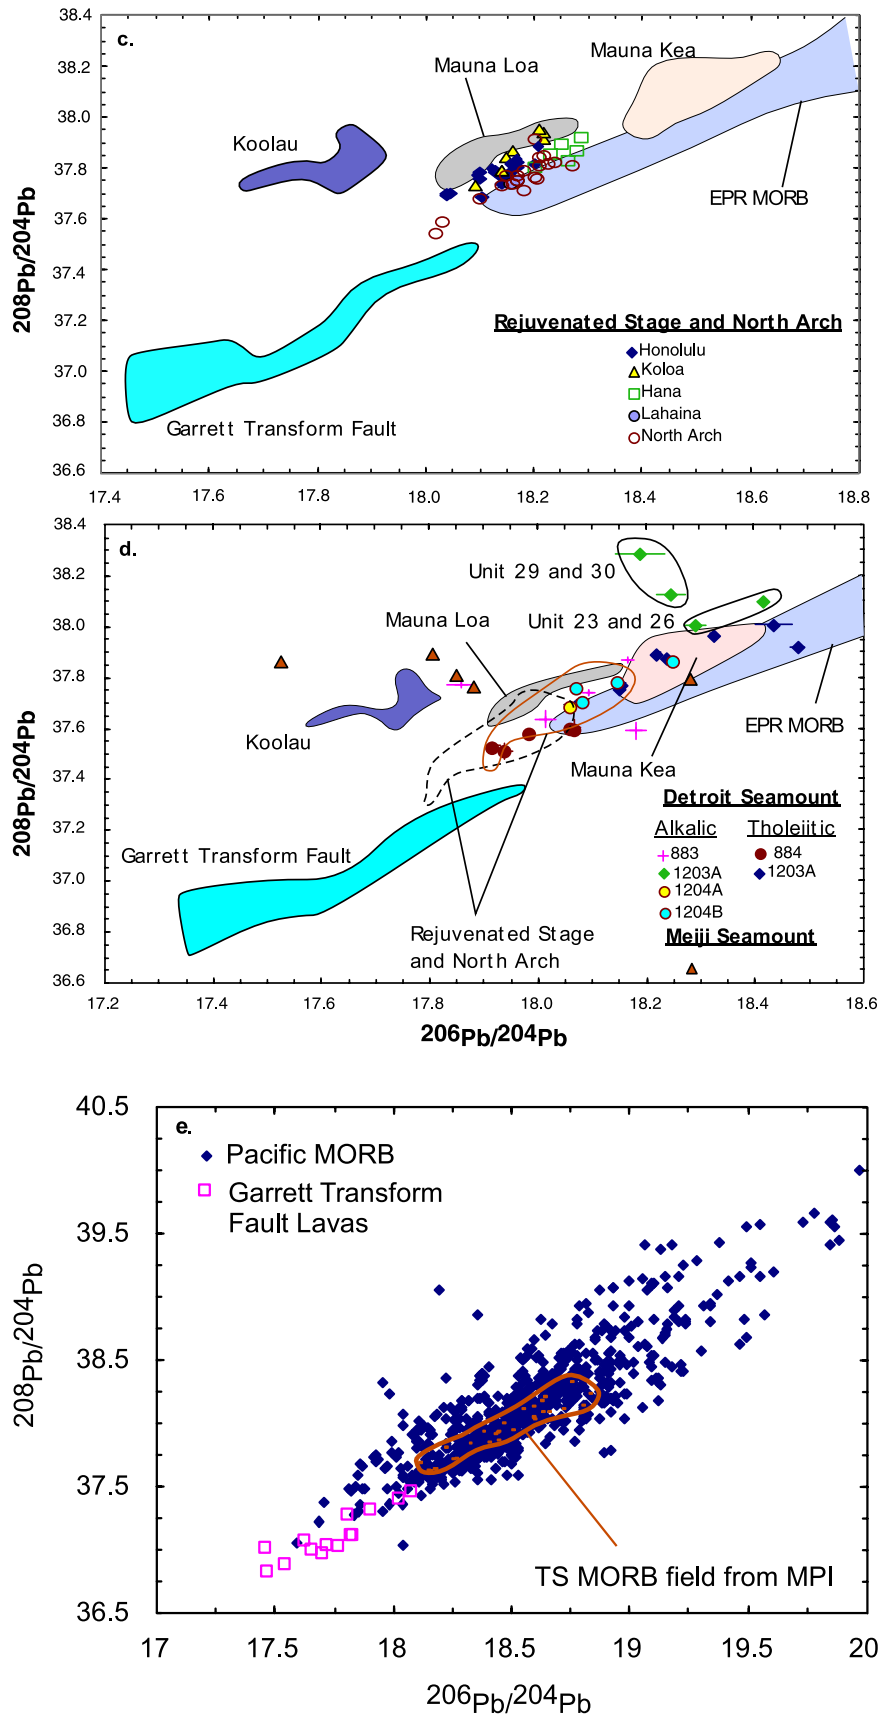 38.4
c.
38.2
38.0
37.8
37.6
37.4
37.2
37.0
36.8
36.6
208Pb/204Pb
Mauna Kea
Mauna Loa
Koolau
EPR MORB
Garrett Transform Fault
Rejuvenated Stage and North Arch
Honolulu
Koloa
Hana
Lahaina
North Arch
17.4
17.6
17.8
18.0
18.2
18.4
18.6
18.8
38.4
d.
38.2
38.0
37.8
37.6
37.4
37.2
37.0
36.8
36.6
208Pb/204Pb
Unit 29 and 30
Unit 23 and 26
Mauna Loa
Koolau
EPR MORB
Mauna Kea
Garrett Transform Fault
Rejuvenated Stage
and North Arch
Detroit Seamount
Alkalic
Tholeiitic
883
884
1203A
1203A
1204A
1204B
Meiji Seamount
17.2
17.4
17.6
17.8
18.0
18.2
18.4
18.6
206Pb/204Pb
40.5
e.
39.5
38.5
37.5
36.5
208Pb/204Pb
Pacific MORB
Garrett Transform
Fault Lavas
TS MORB field from MPI
17
17.5
18
18.5
19
19.5
20
206Pb/204Pb